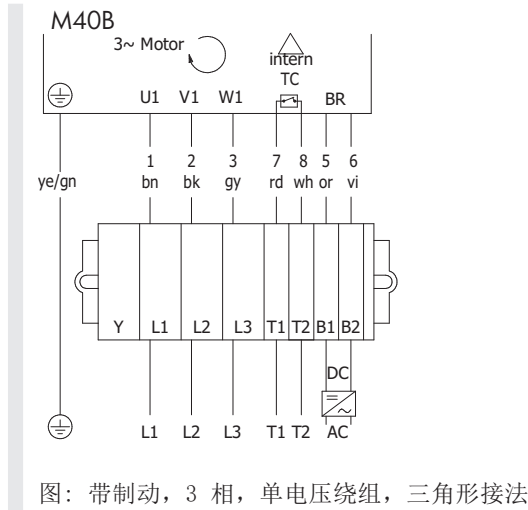 M40B
3~ Motor
intern
TC
U1 V1 W1 BR
1 2 3 7 8 5 6
ye/gn bn bk gy rd wh or vi
Y L1 L2 L3 T1 T2 B1 B2
DC
= ~
L1 L2 L3 T1 T2 AC
图: 带制动，3 相，单电压绕组，三角形接法